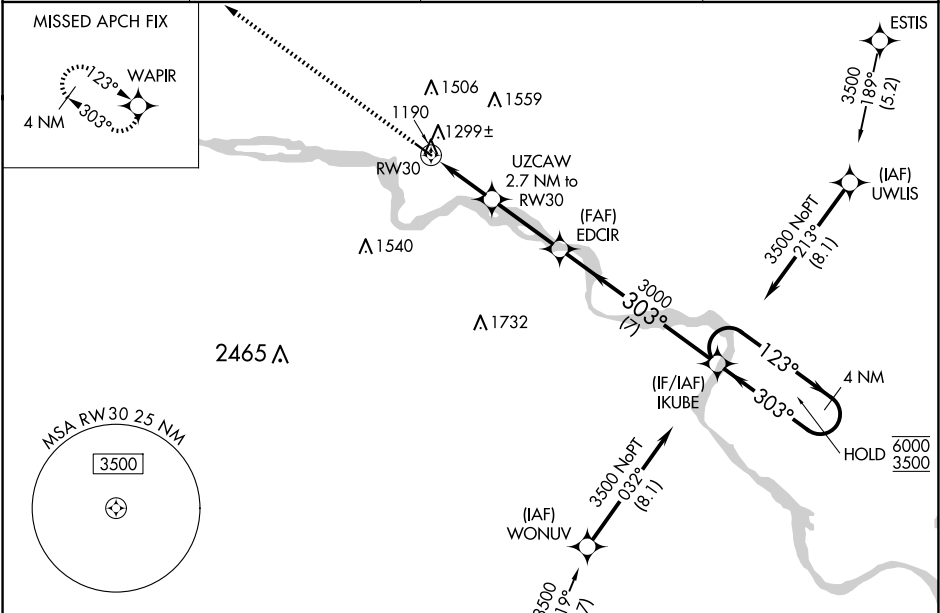 MISSED APCH FIX
WAPIR
123°
303°
4 NM
ESTIS
3500
189°
(5.2)
1506
1559
1190
1299±
RW30
UZCAW
2.7 NM to
RW30
(IAF)
UWLIS
3500 NoPT
213°
(8.1)
(FAF)
EDCIR
1540
3000
303°
(7)
1732
2465
123°
4 NM
(IF/IAF)
IKUBE
303°
HOLD
6000
3500
MSA RW30 25 NM
3500
3500 NoPT
032°
(8.1)
(IAF)
WONUV
3500
19°
7)